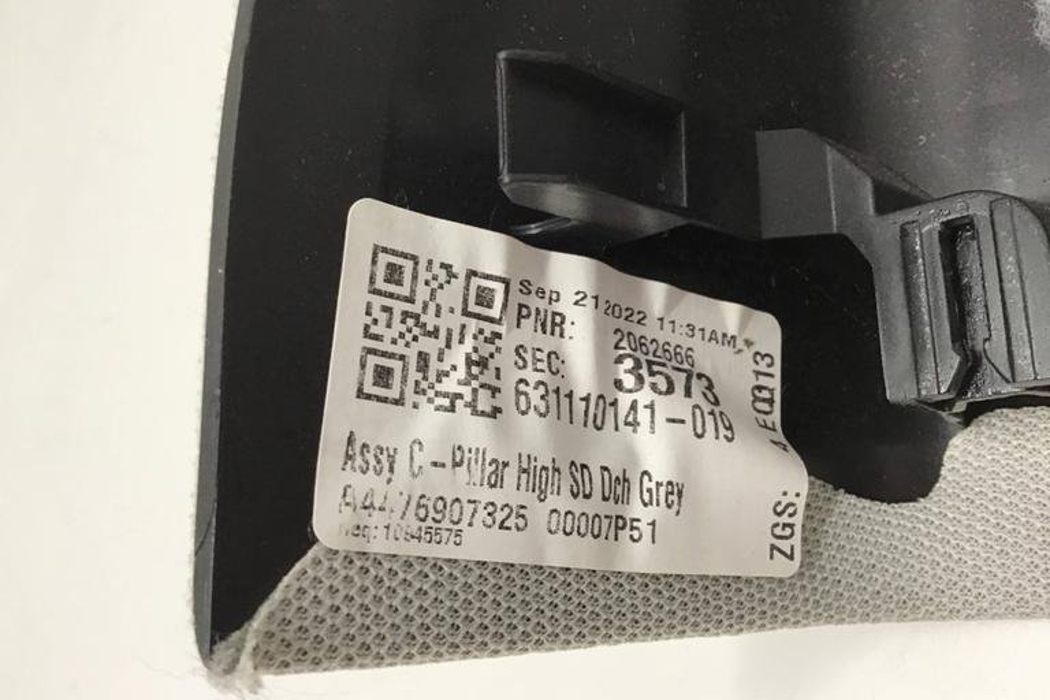 Sep 21 2022 11:31AM
PNR: 2062666
SEC: 3573
631110141-019
Assy C-Pillar High SD Dch Grey
A4476907325 00007P51
ZGS: